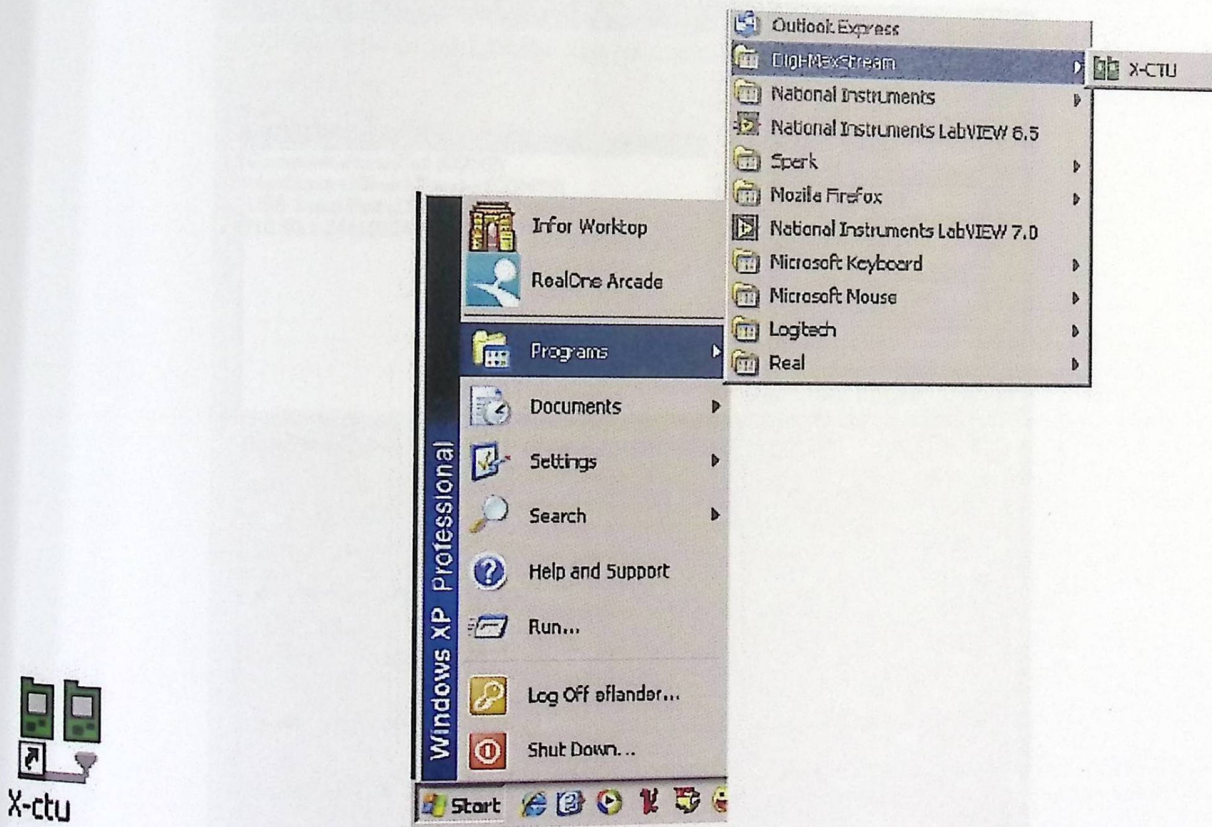 Outlook Express
Digi-MaxStream
X-CTU
National Instruments
National Instruments LabVIEW 6.5
Spark
Mozilla Firefox
National Instruments LabVIEW 7.0
Microsoft Keyboard
Microsoft Mouse
Logitech
Real
Infor Worktop
RealOne Arcade
Programs
Documents
Settings
Search
Help and Support
Run...
Log Off eflander...
Shut Down...
Windows XP Professional
Start
X-ctu